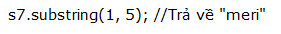 s7.substring(1, 5); //Trả về "meri"